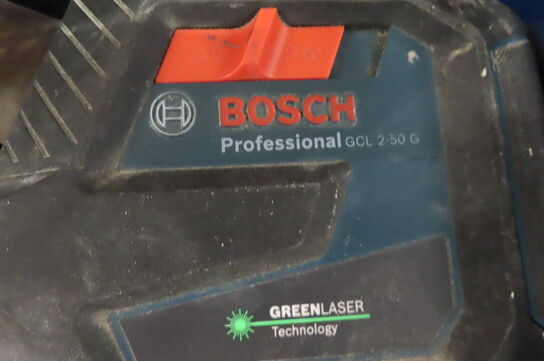 BOSCH
Professional GCL 2-50 G
GREENLASER
Technology